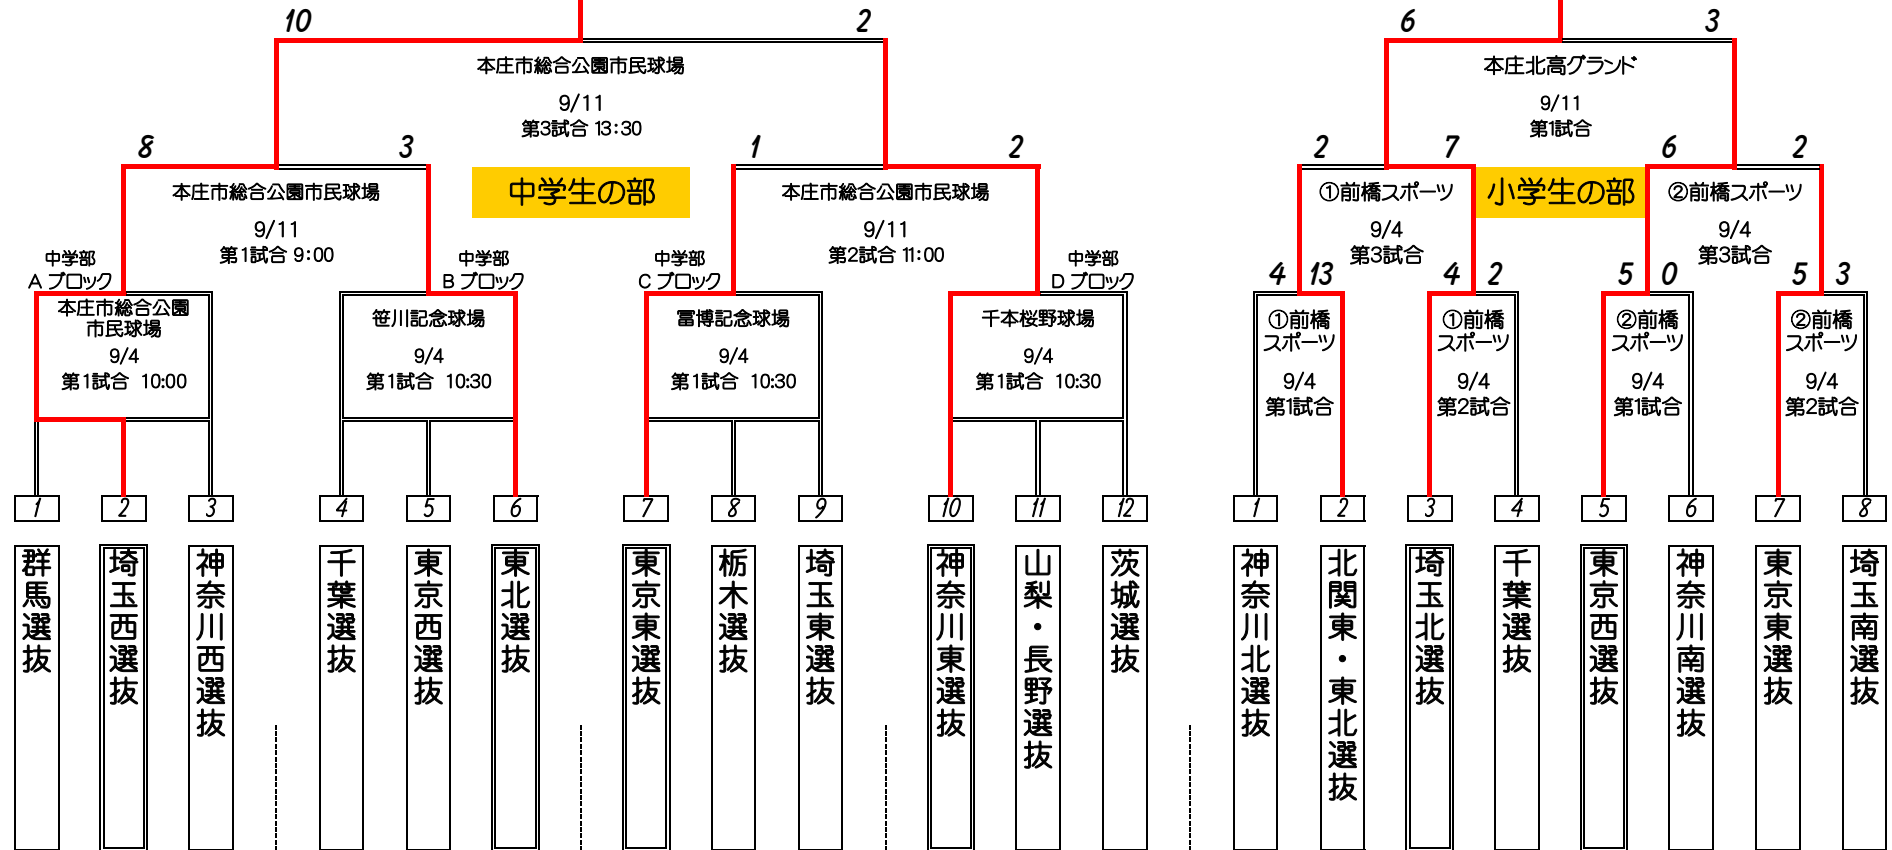 10 2
本庄市総合公園市民球場
9/11
第3試合 13:30
8 3
1 2
中学生の部
本庄市総合公園市民球場
9/11
第1試合 9:00
本庄市総合公園市民球場
9/11
第2試合 11:00
中学部
A ブロック
中学部
B ブロック
中学部
C ブロック
中学部
D ブロック
本庄市総合公園
市民球場
9/4
第1試合 10:00
笹川記念球場
9/4
第1試合 10:30
冨博記念球場
9/4
第1試合 10:30
千本桜野球場
9/4
第1試合 10:30
1
2
3
4
5
6
7
8
9
10
11
12
群馬選抜
埼玉西選抜
神奈川西選抜
千葉選抜
東京西選抜
東北選抜
東京東選抜
栃木選抜
埼玉東選抜
神奈川東選抜
山梨・長野選抜
茨城選抜
6 3
本庄北高グランド
9/11
第1試合
2 7
6 2
小学生の部
①前橋スポーツ
9/4
第3試合
②前橋スポーツ
9/4
第3試合
4 13
4 2
5 0
5 3
①前橋
スポーツ
9/4
第1試合
①前橋
スポーツ
9/4
第2試合
②前橋
スポーツ
9/4
第1試合
②前橋
スポーツ
9/4
第2試合
1
2
3
4
5
6
7
8
神奈川北選抜
北関東・東北選抜
埼玉北選抜
千葉選抜
東京西選抜
神奈川南選抜
東京東選抜
埼玉南選抜